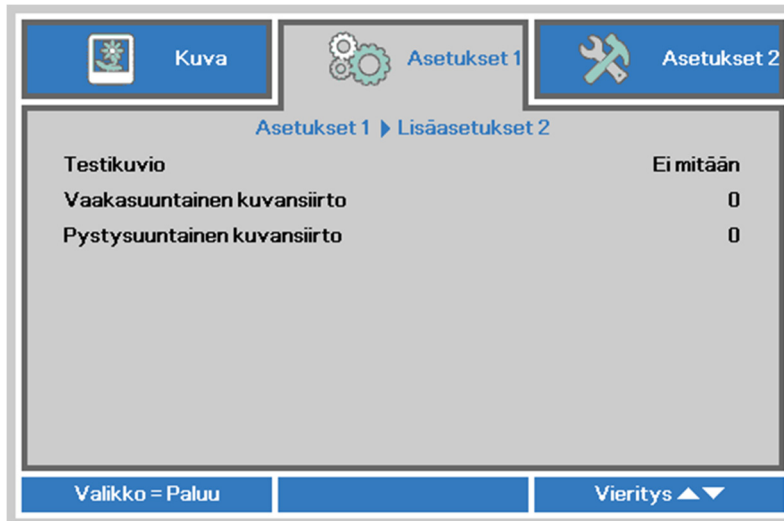 Kuva
Asetukset 1
Asetukset 2
Asetukset 1 ▶ Lisäasetukset 2
Testikuvio Ei mitään
Vaakasuuntainen kuvansiirto 0
Pystysuuntainen kuvansiirto 0
Valikko = Paluu
Vieritys ▲▼